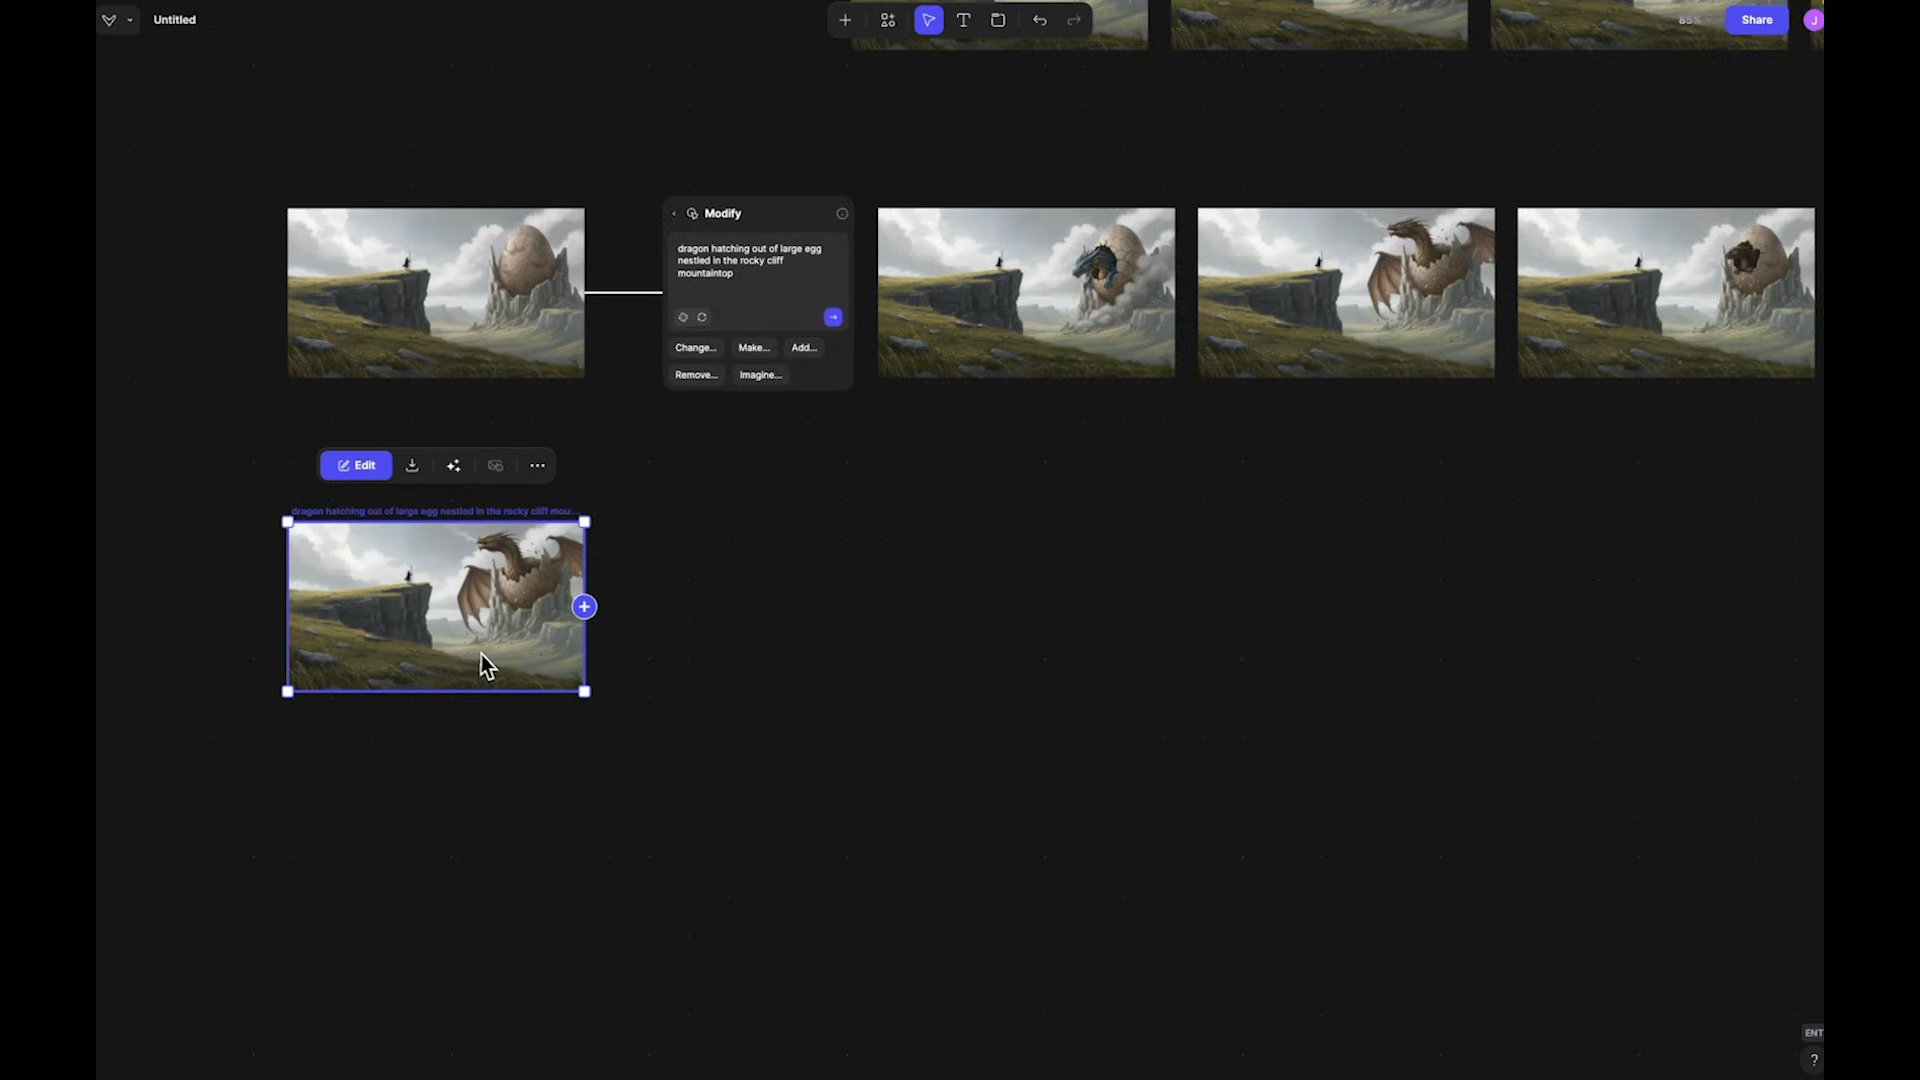 Untitled
85%
Share
J
Modify
dragon hatching out of large egg
nestled in the rocky cliff
mountaintop
Change...
Make...
Add...
Remove...
Imagine...
Edit
dragon hatching out of large egg nestled in the rocky cliff mou...
ENT
?